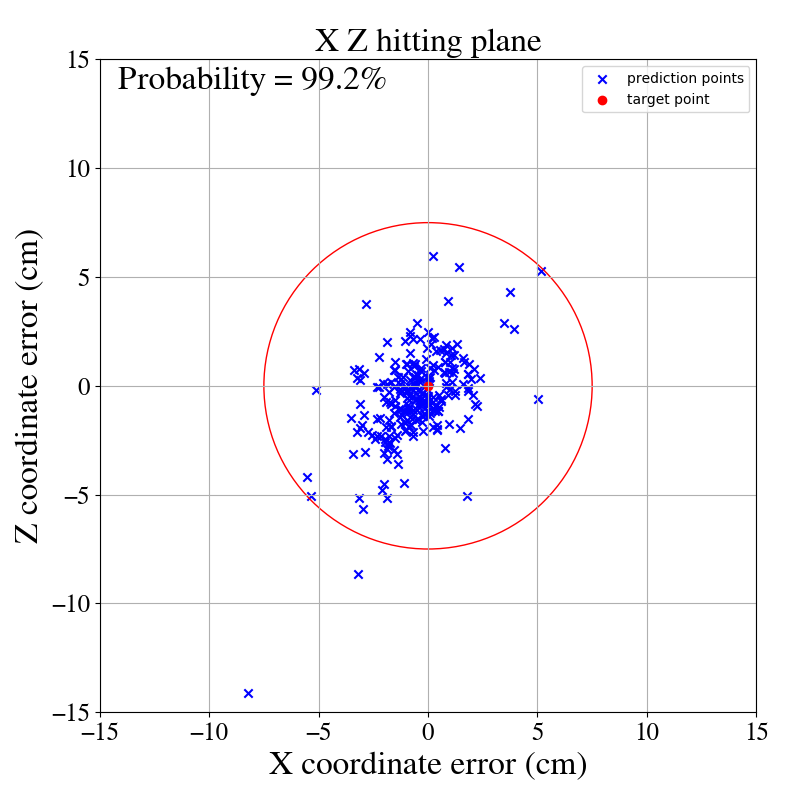 X Z hitting plane
Probability = 99.2%
prediction points
target point
Z coordinate error (cm)
15
10
5
0
−5
−10
−15
−15
−10
−5
0
5
10
15
X coordinate error (cm)